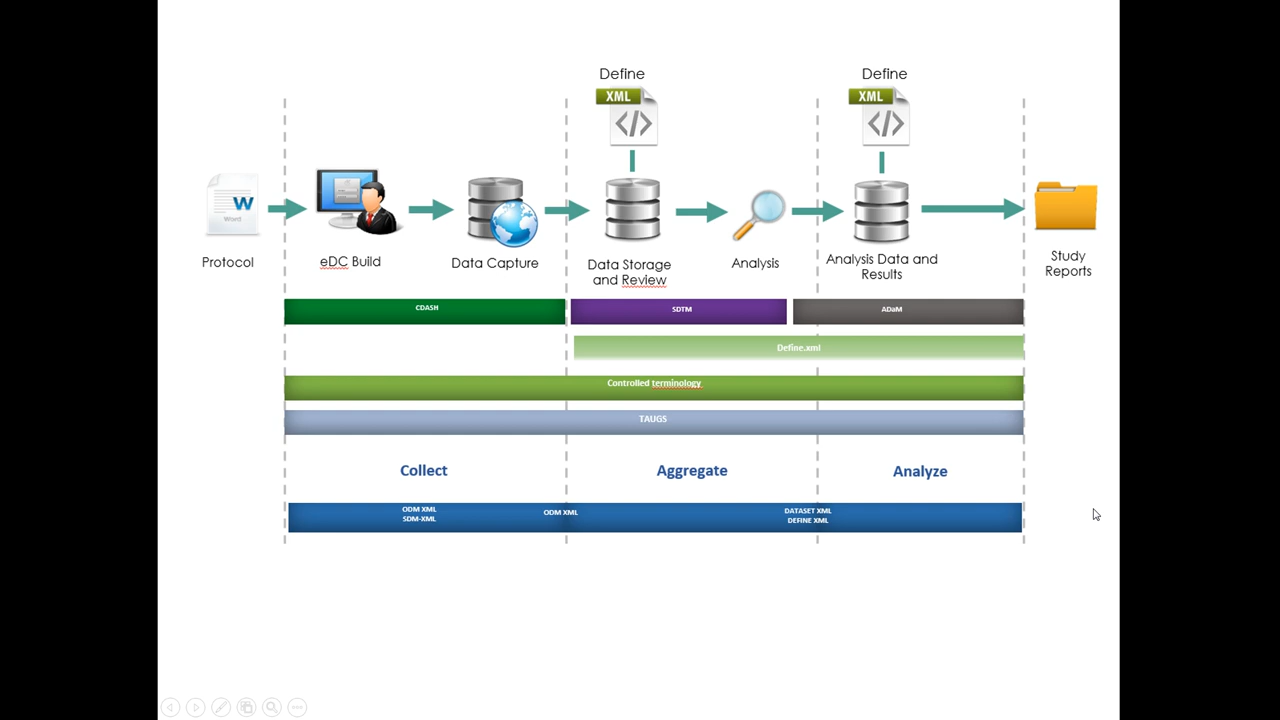 Define
Define
XML
XML
</>
</>
W
Word
Protocol
eDC Build
Data Capture
Data Storage
and Review
Analysis
Analysis Data and
Results
Study
Reports
CDASH
SDTM
ADaM
Define.xml
Controlled terminology
TAUGS
Collect
Aggregate
Analyze
ODM XML
SDM-XML
ODM XML
DATASET XML
DEFINE XML